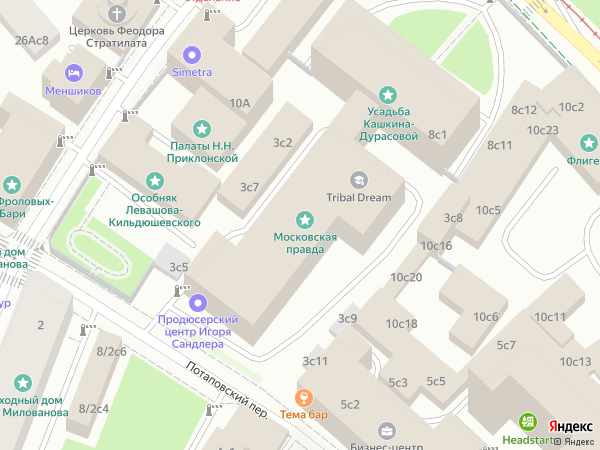 отделение
Церковь Феодора
Стратилата
26Ас8
Simetra
Меншиков
10А
Усадьба
Кашкина-
Дурасовой
8с1
8с12
10с2
10с23
8с11
Флиге
Палаты Н.Н.
Приклонской
3с2
3с7
Tribal Dream
Фроловых-
Бари
Особняк
Левашова-
Кильдюшевского
3с8
10с5
Московская
правда
10с16
й дом
анова
3с5
10с20
ур
Продюсерский
центр Игоря
Сандлера
2
3с9
10с18
10с6
10с11
8/2с6
3с11
5с7
10с13
Потаповский пер.
5с3
5с5
ходный дом
Милованова
8/2с4
Тема бар
5с2
Бизнес-центр
Headstart
Яндекс
© Яндекс